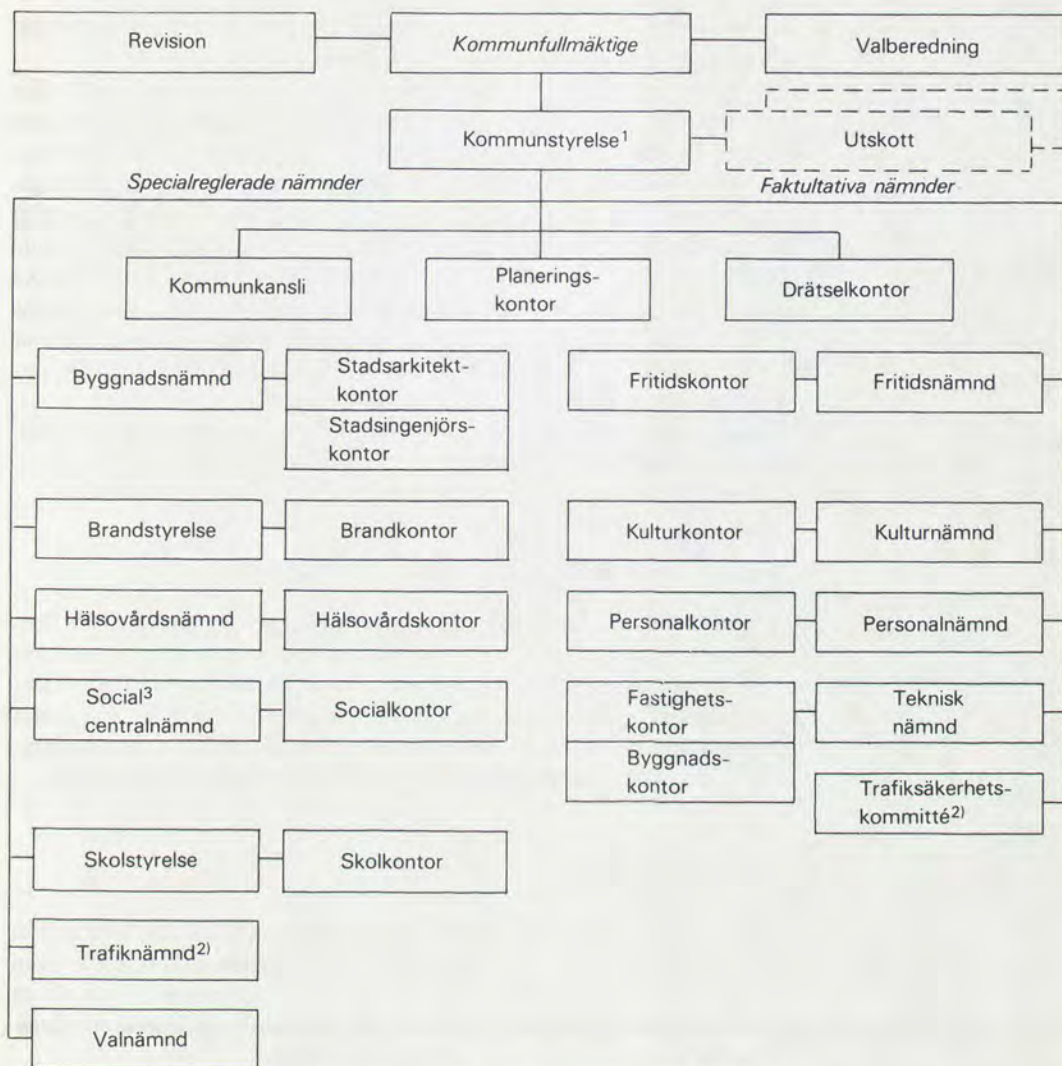 Revision
Kommunfullmäktige
Valberedning
Kommunstyrelse¹
Utskott
Specialreglerade nämnder
Faktultativa nämnder
Kommunkansli
Planerings-
kontor
Drätselkontor
Byggnadsnämnd
Stadsarkitekt-
kontor
Stadsingenjörs-
kontor
Fritidskontor
Fritidsnämnd
Brandstyrelse
Brandkontor
Kulturkontor
Kulturnämnd
Hälsovårdsnämnd
Hälsovårdskontor
Personalkontor
Personalnämnd
Social³
centralnämnd
Socialkontor
Fastighets-
kontor
Byggnads-
kontor
Teknisk
nämnd
Trafiksäkerhets-
kommitté²⁾
Skolstyrelse
Skolkontor
Trafiknämnd²⁾
Valnämnd